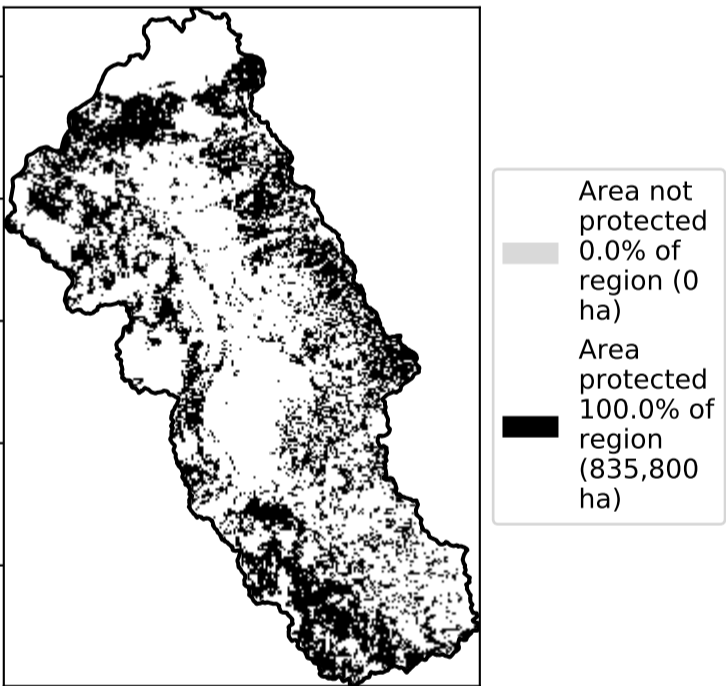 Area not
protected
0.0% of
region (0
ha)
Area
protected
100.0% of
region
(835,800
ha)